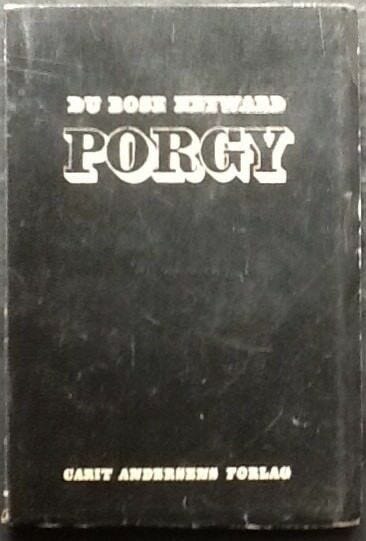 DU BOSE HEYWARD
PORGY
CARIT ANDERSENS FORLAG